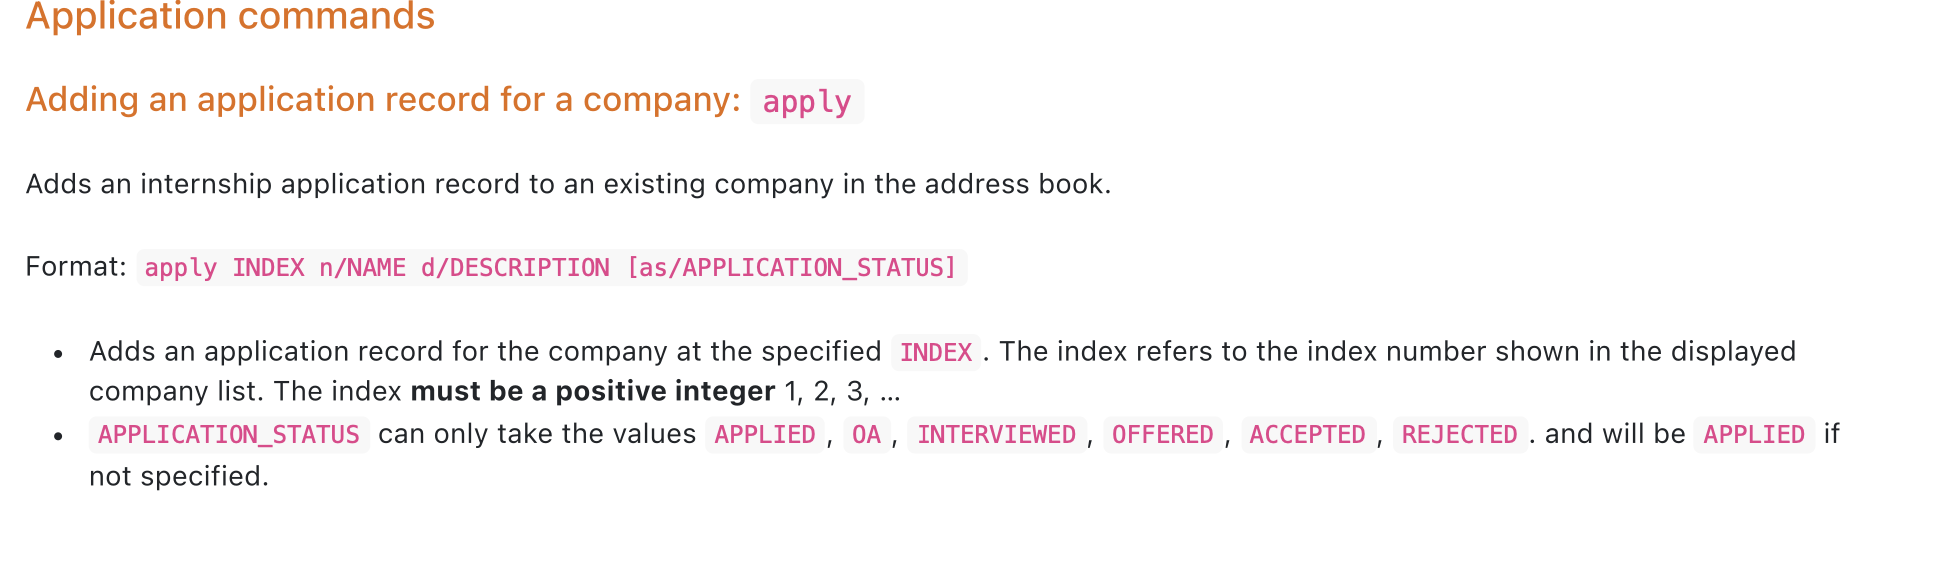 Application commands
Adding an application record for a company: apply
Adds an internship application record to an existing company in the address book.
Format: apply INDEX n/NAME d/DESCRIPTION [as/APPLICATION_STATUS]
• Adds an application record for the company at the specified INDEX. The index refers to the index number shown in the displayed
company list. The index must be a positive integer 1, 2, 3, …
• APPLICATION_STATUS can only take the values APPLIED, OA, INTERVIEWED, OFFERED, ACCEPTED, REJECTED. and will be APPLIED if
not specified.